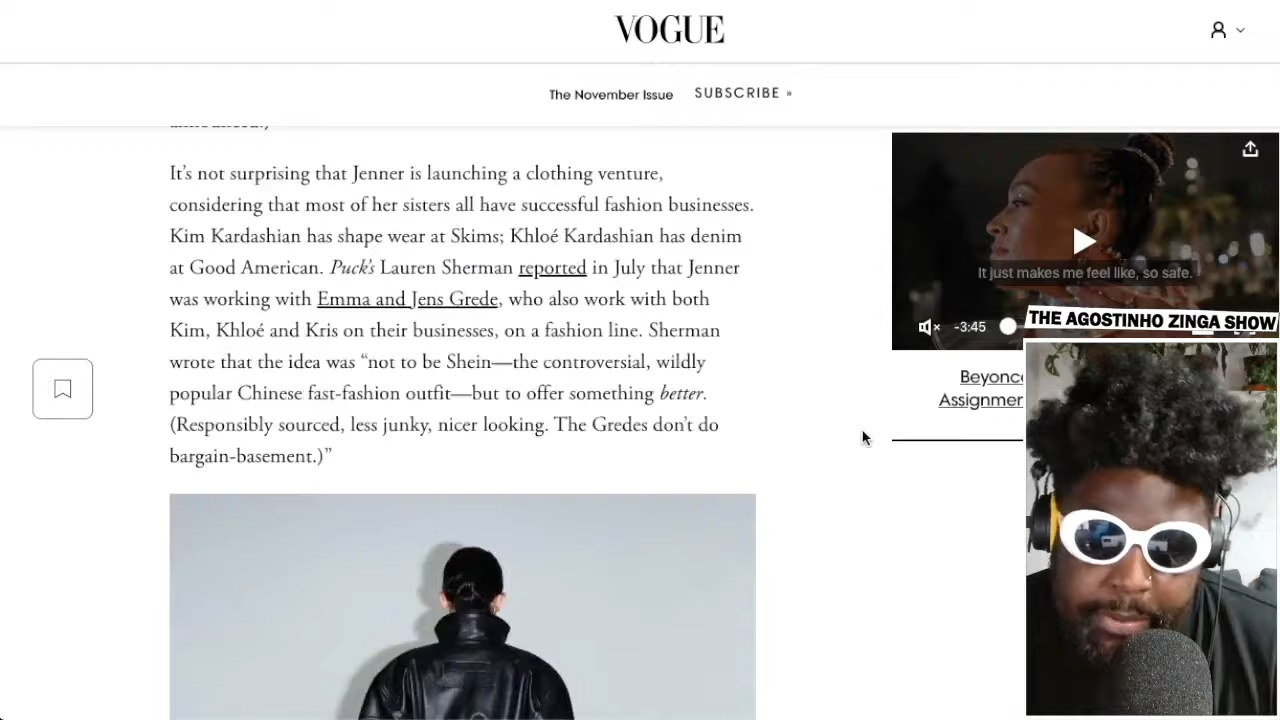 VOGUE
The November Issue
SUBSCRIBE »
It’s not surprising that Jenner is launching a clothing venture,
considering that most of her sisters all have successful fashion businesses.
Kim Kardashian has shape wear at Skims; Khloé Kardashian has denim
at Good American. Puck’s Lauren Sherman reported in July that Jenner
was working with Emma and Jens Grede, who also work with both
Kim, Khloé and Kris on their businesses, on a fashion line. Sherman
wrote that the idea was “not to be Shein—the controversial, wildly
popular Chinese fast-fashion outfit—but to offer something better.
(Responsibly sourced, less junky, nicer looking. The Gredes don’t do
bargain-basement.)”
It just makes me feel like, so safe.
-3:45
THE AGOSTINHO ZINGA SHOW